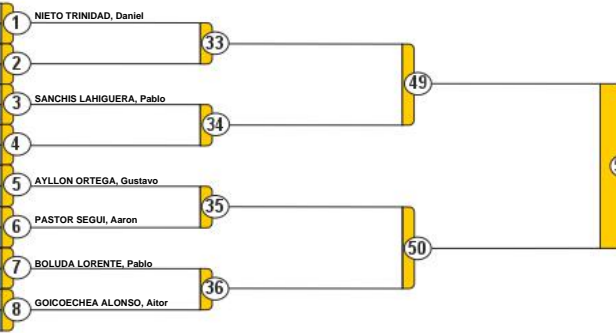 1 NIETO TRINIDAD, Daniel
33
2
49
3 SANCHIS LAHIGUERA, Pablo
34
4
5 AYLLON ORTEGA, Gustavo
35
6 PASTOR SEGUI, Aaron
50
7 BOLUDA LORENTE, Pablo
36
8 GOICOECHEA ALONSO, Aitor